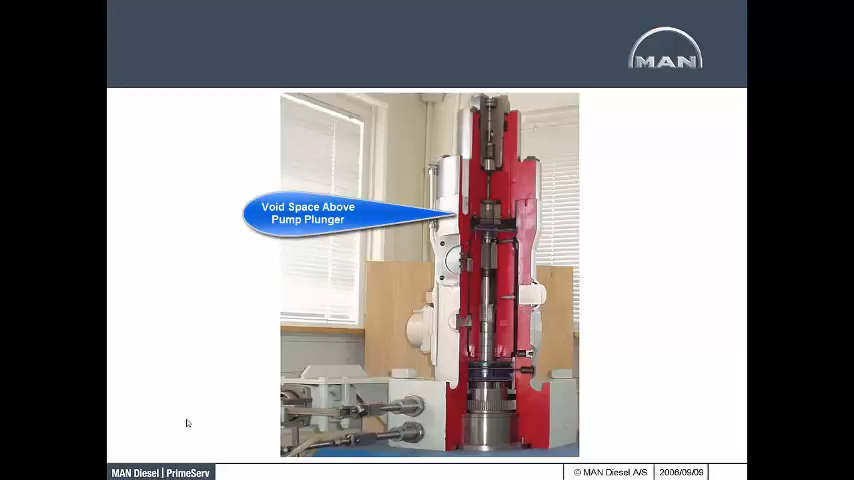 MAN
Void Space Above
Pump Plunger
MAN Diesel | PrimeServ
© MAN Diesel A/S
2006/09/09